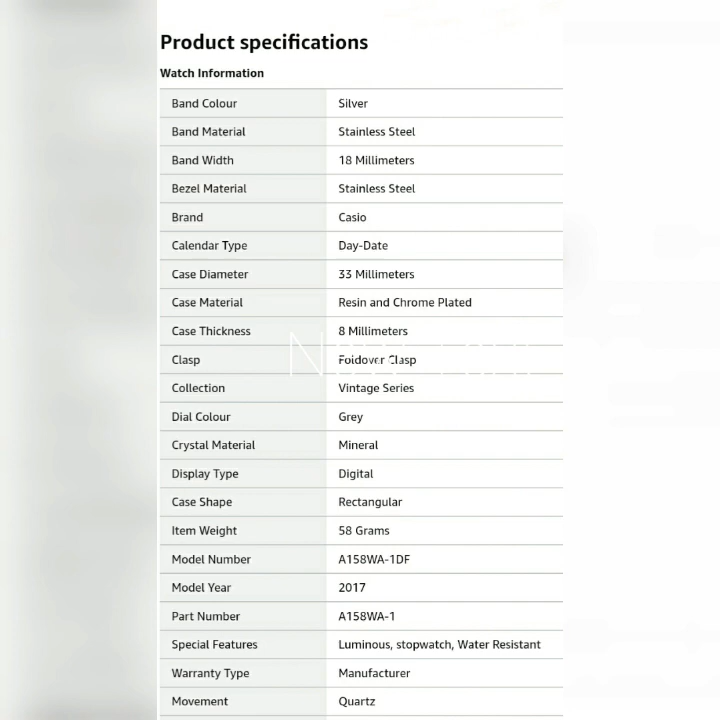 Product specifications
Watch Information
Band Colour Silver
Band Material Stainless Steel
Band Width 18 Millimeters
Bezel Material Stainless Steel
Brand Casio
Calendar Type Day-Date
Case Diameter 33 Millimeters
Case Material Resin and Chrome Plated
Case Thickness 8 Millimeters
Clasp Foldover Clasp
Collection Vintage Series
Dial Colour Grey
Crystal Material Mineral
Display Type Digital
Case Shape Rectangular
Item Weight 58 Grams
Model Number A158WA-1DF
Model Year 2017
Part Number A158WA-1
Special Features Luminous, stopwatch, Water Resistant
Warranty Type Manufacturer
Movement Quartz